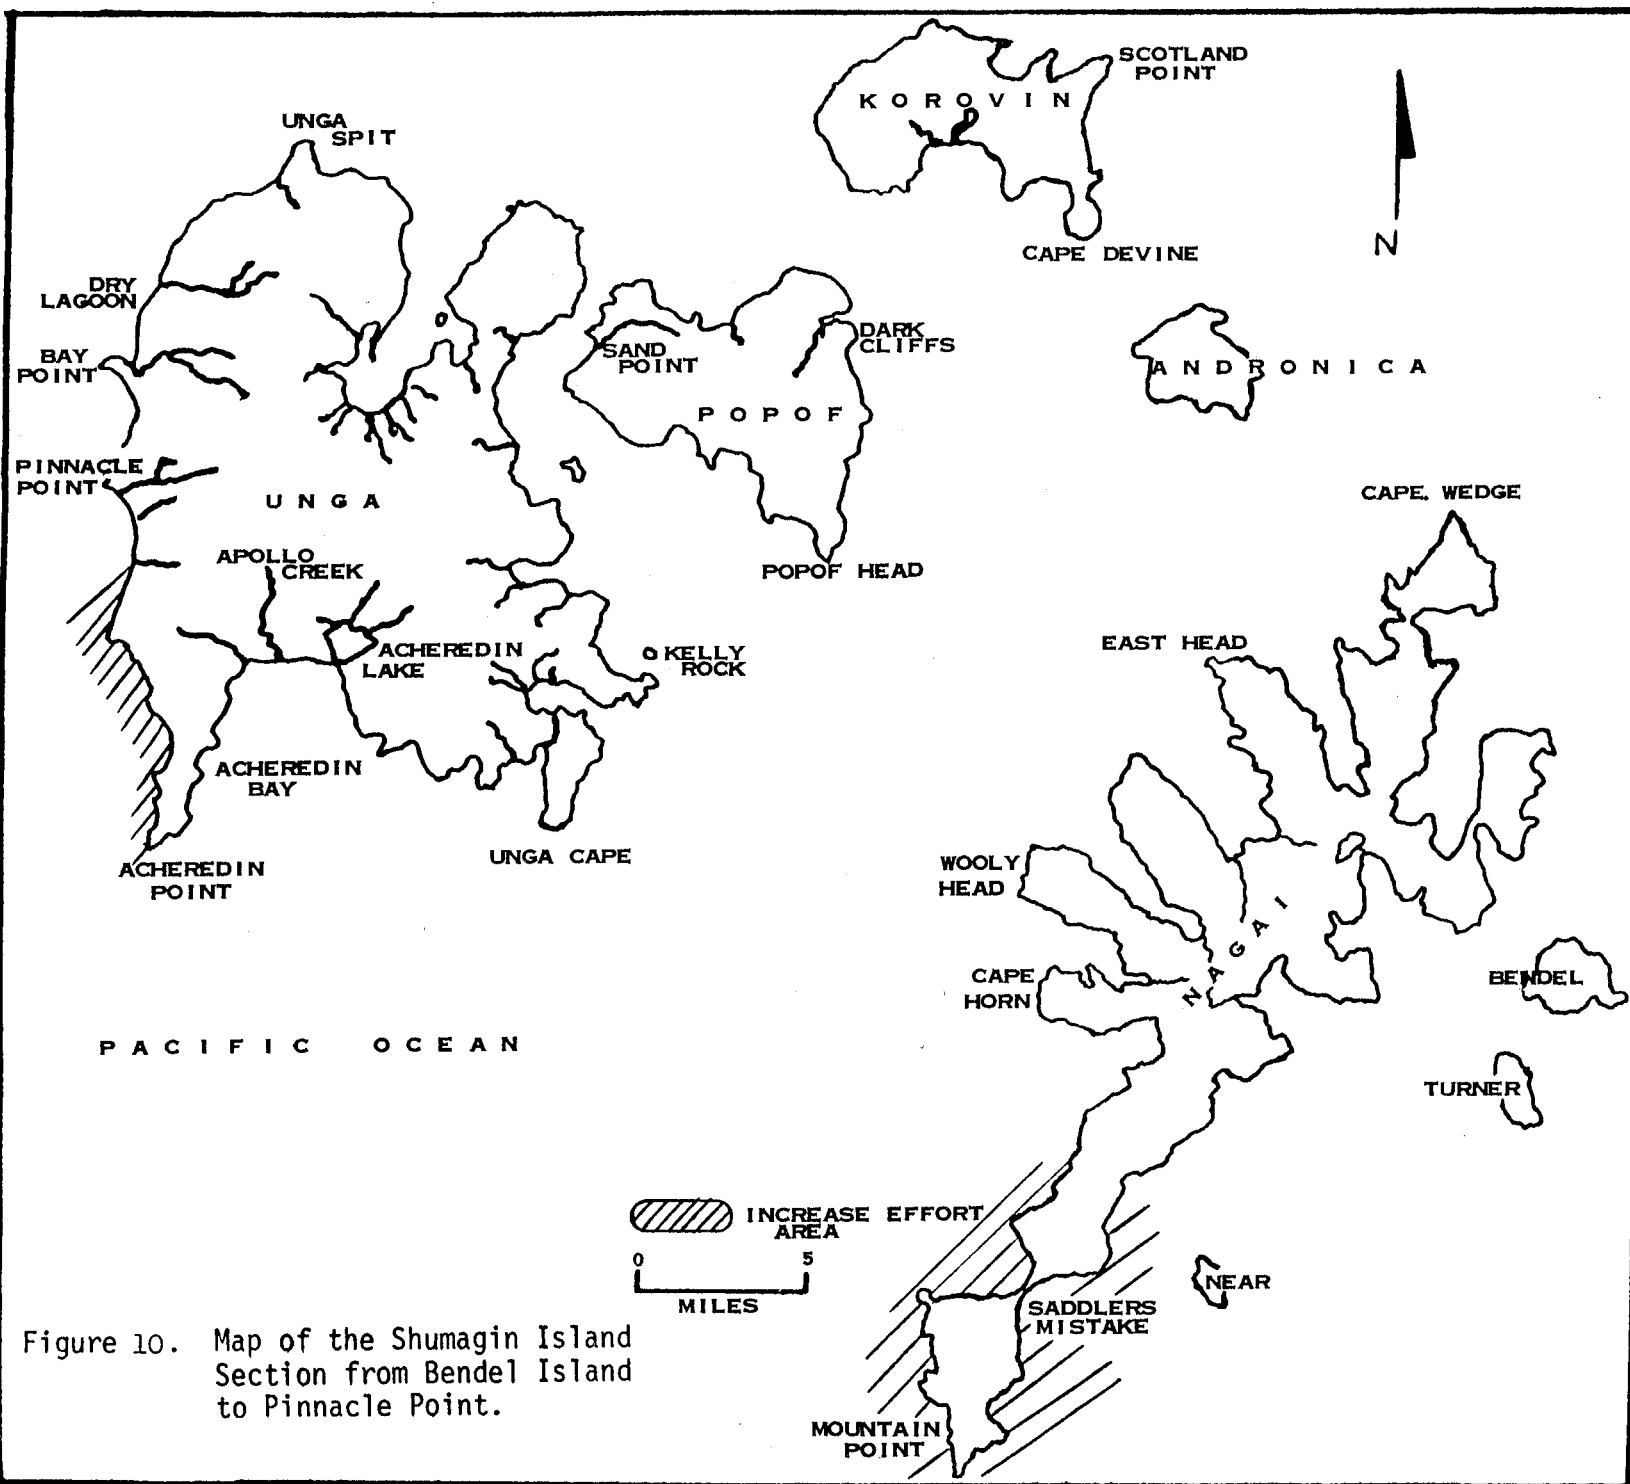 SCOTLAND
POINT
KOROVIN
UNGA
SPIT
N
CAPE DEVINE
DRY
LAGOON
BAY
POINT
SAND
POINT
DARK
CLIFFS
ANDRONICA
POPOF
PINNACLE
POINT
UNGA
CAPE. WEDGE
APOLLO
CREEK
POPOF HEAD
ACHEREDIN
LAKE
KELLY
ROCK
EAST HEAD
ACHEREDIN
BAY
UNGA CAPE
ACHEREDIN
POINT
WOOLY
HEAD
NAGAI
CAPE
HORN
BENDEL
PACIFIC OCEAN
TURNER
INCREASE EFFORT
AREA
0 5
MILES
NEAR
SADDLERS
MISTAKE
MOUNTAIN
POINT
Figure 10. Map of the Shumagin Island
Section from Bendel Island
to Pinnacle Point.